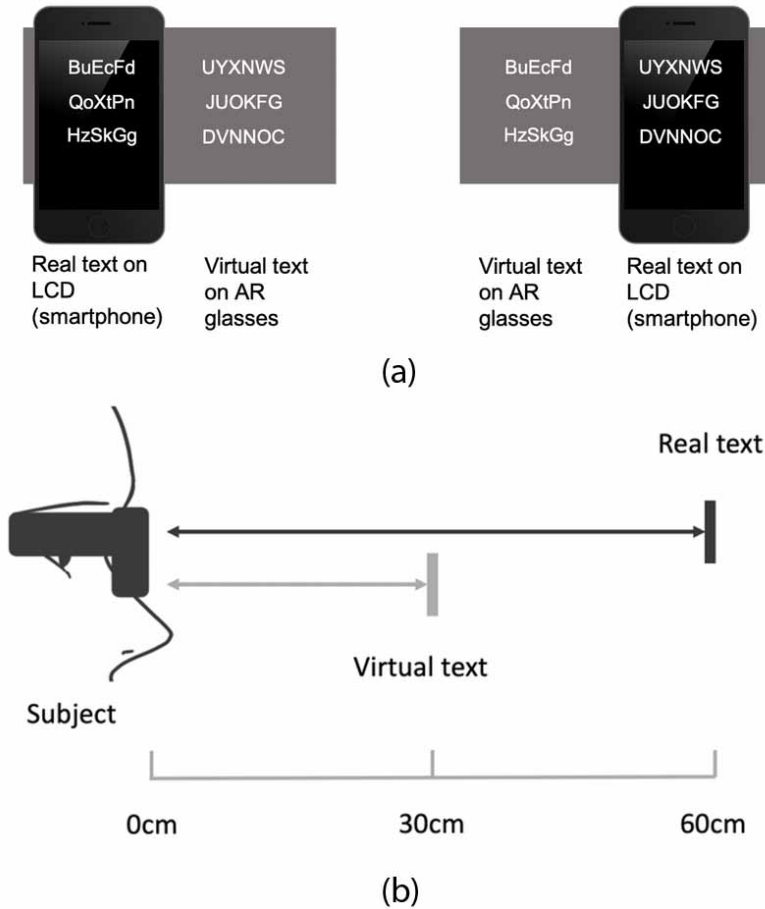 BuEcFd UYXNWS BuEcFd UYXNWS
QoXtPn JUOKFG QoXtPn JUOKFG
HzSkGg DVNNOC HzSkGg DVNNOC
Real text on LCD (smartphone)
Virtual text on AR glasses
Virtual text on AR glasses
Real text on LCD (smartphone)
(a)
Real text
Virtual text
Subject
0cm 30cm 60cm
(b)